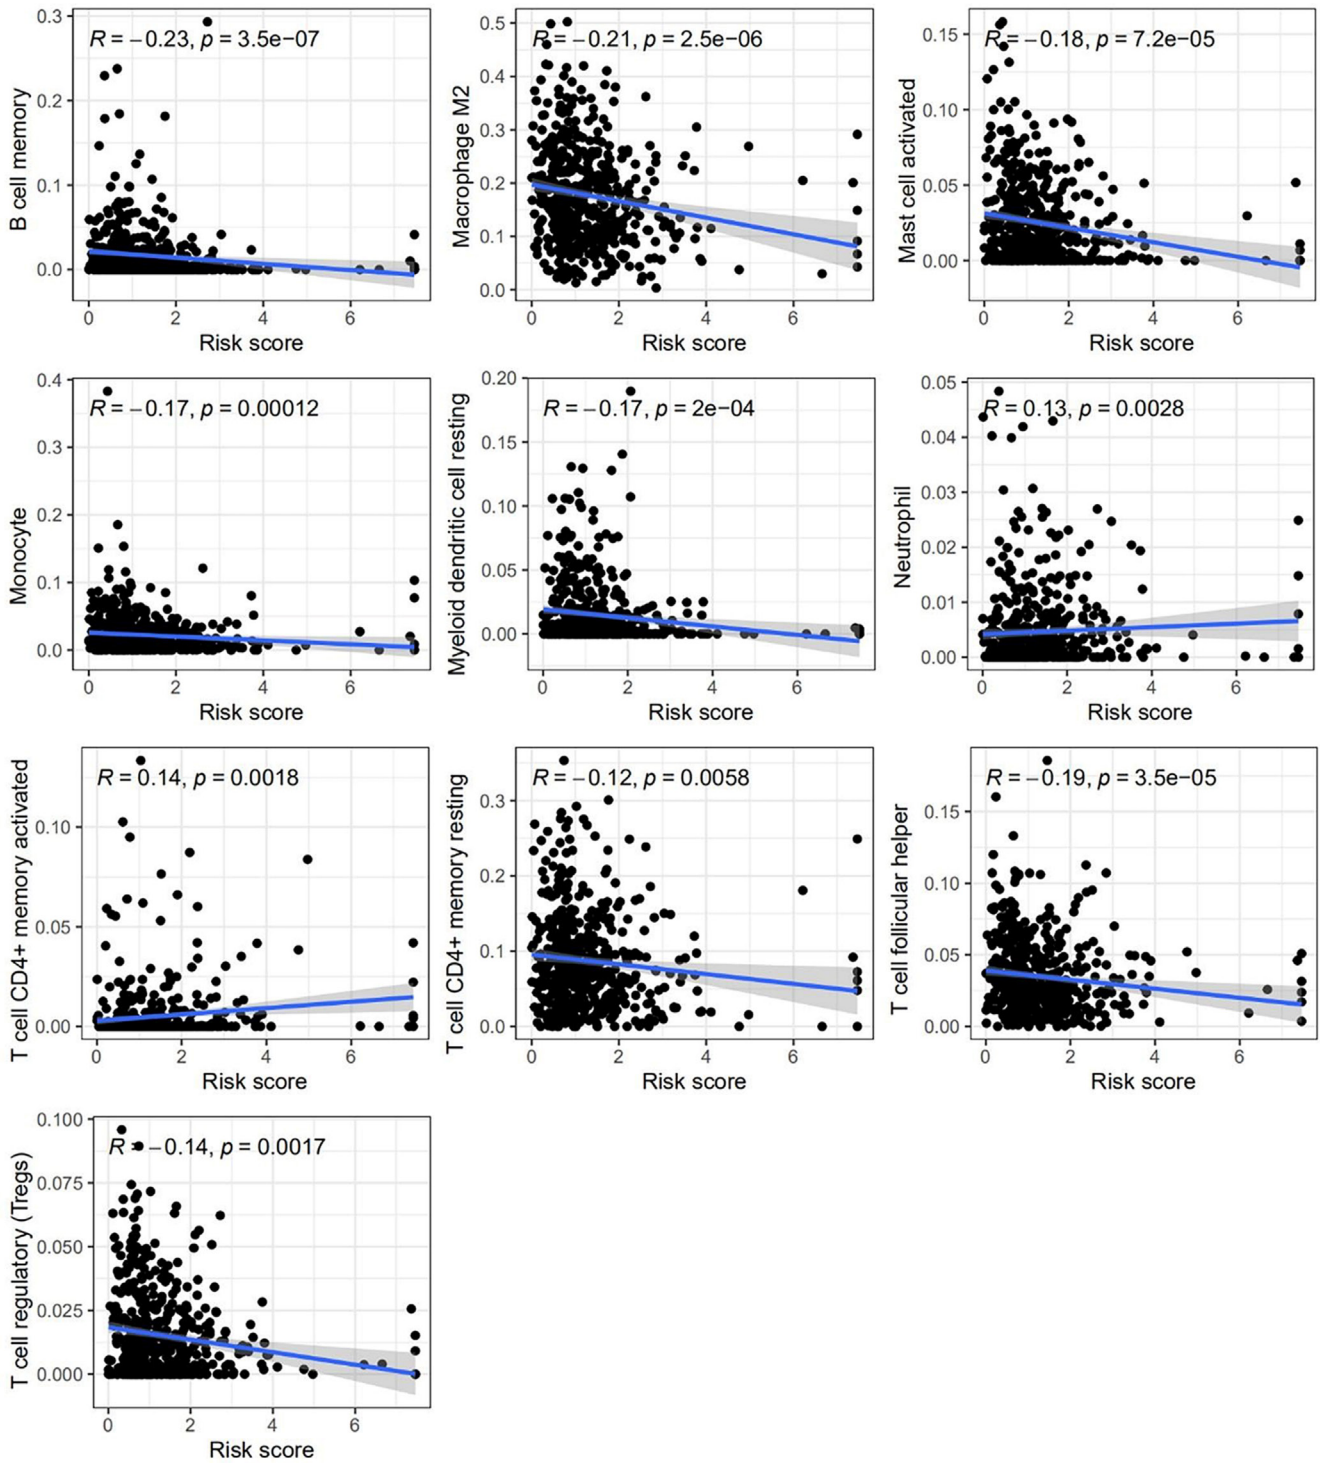 R = −0.23, p = 3.5e−07
B cell memory
0.3
0.2
0.1
0.0
0 2 4 6
Risk score
R = −0.21, p = 2.5e−06
Macrophage M2
0.5
0.4
0.3
0.2
0.1
0.0
0 2 4 6
Risk score
R = −0.18, p = 7.2e−05
Mast cell activated
0.15
0.10
0.05
0.00
0 2 4 6
Risk score
R = −0.17, p = 0.00012
Monocyte
0.4
0.3
0.2
0.1
0.0
0 2 4 6
Risk score
R = −0.17, p = 2e−04
Myeloid dendritic cell resting
0.20
0.15
0.10
0.05
0.00
0 2 4 6
Risk score
R = 0.13, p = 0.0028
Neutrophil
0.05
0.04
0.03
0.02
0.01
0.00
0 2 4 6
Risk score
R = 0.14, p = 0.0018
T cell CD4+ memory activated
0.10
0.05
0.00
0 2 4 6
Risk score
R = −0.12, p = 0.0058
T cell CD4+ memory resting
0.3
0.2
0.1
0.0
0 2 4 6
Risk score
R = −0.19, p = 3.5e−05
T cell follicular helper
0.15
0.10
0.05
0.00
0 2 4 6
Risk score
R = −0.14, p = 0.0017
T cell regulatory (Tregs)
0.100
0.075
0.050
0.025
0.000
0 2 4 6
Risk score